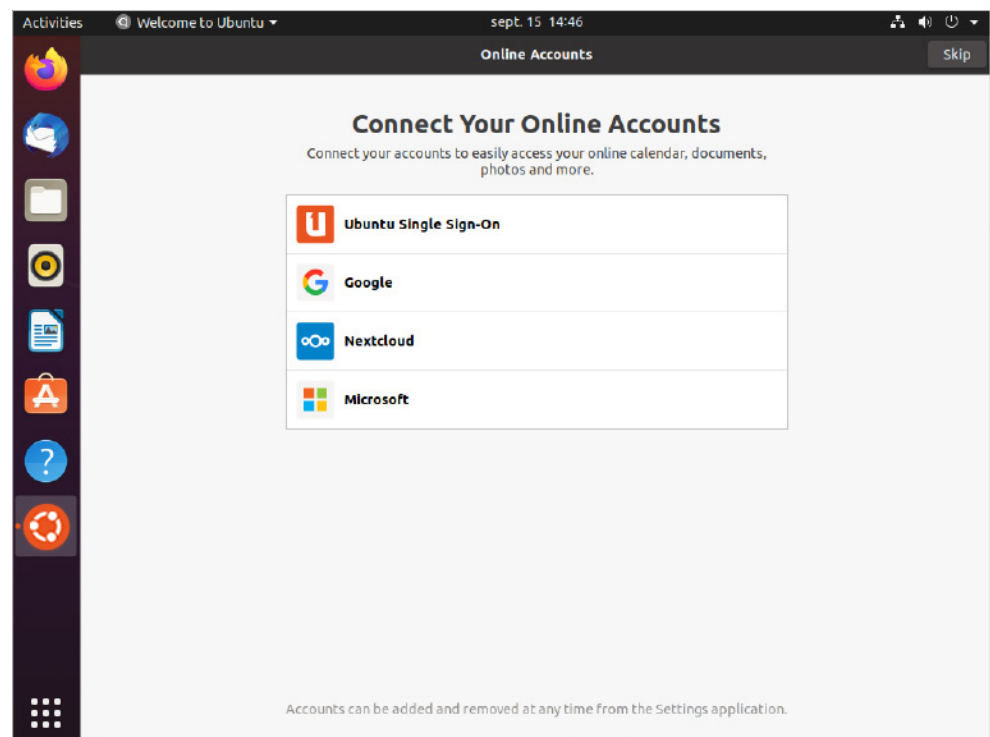 Activities Welcome to Ubuntu sept. 15 14:46
Online Accounts Skip
Connect Your Online Accounts
Connect your accounts to easily access your online calendar, documents,
photos and more.
Ubuntu Single Sign-On
Google
Nextcloud
Microsoft
Accounts can be added and removed at any time from the Settings application.